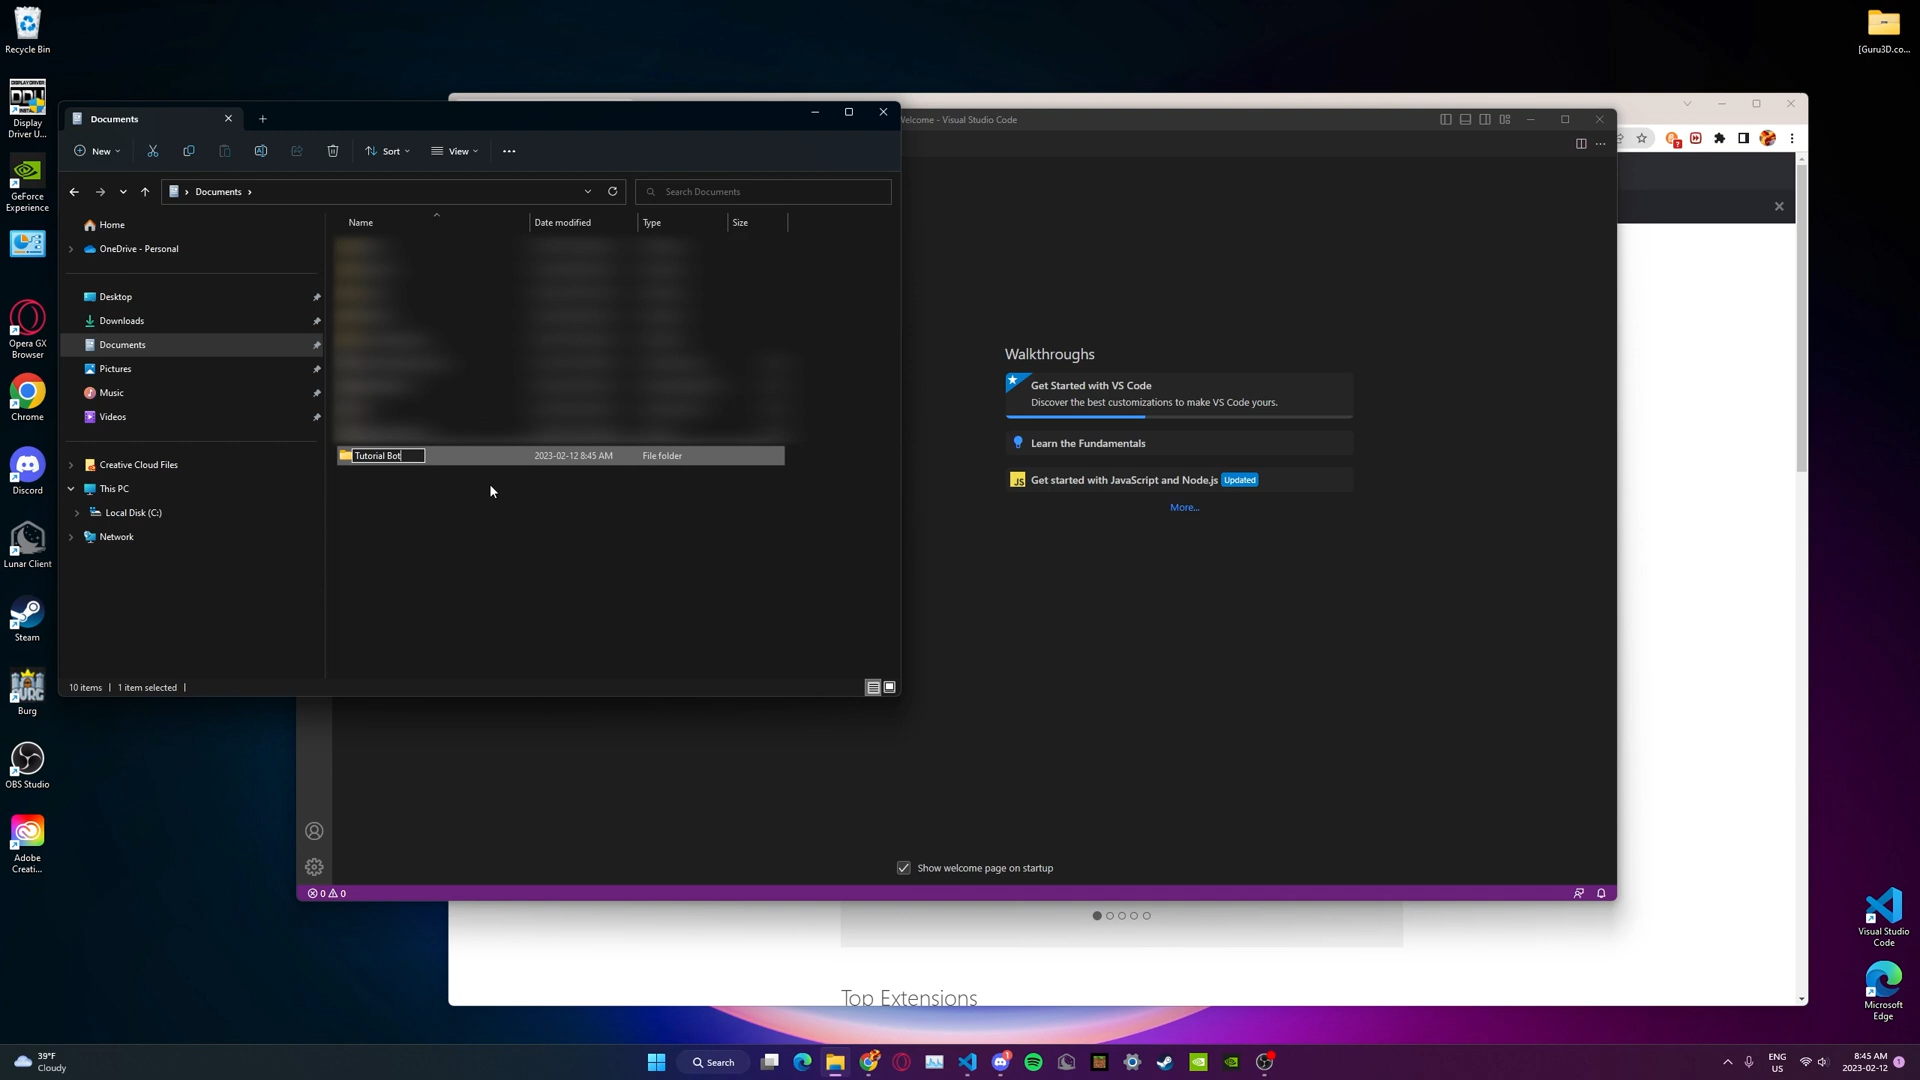 Recycle Bin
[Guru3D.co...
Display
Driver U...
GeForce
Experience
Opera GX
Browser
Chrome
Discord
Lunar Client
Steam
Burg
OBS Studio
Adobe
Creati...
Documents
New
Sort
View
Documents
Search Documents
Name
Date modified
Type
Size
Home
OneDrive - Personal
Desktop
Downloads
Documents
Pictures
Music
Videos
Creative Cloud Files
This PC
Local Disk (C:)
Network
Tutorial Bot
2023-02-12 8:45 AM
File folder
10 items
1 item selected
Welcome - Visual Studio Code
Walkthroughs
Get Started with VS Code
Discover the best customizations to make VS Code yours.
Learn the Fundamentals
JS
Get started with JavaScript and Node.js Updated
More...
Show welcome page on startup
0 0
Top Extensions
Visual Studio
Code
Microsoft
Edge
39°F
Cloudy
Search
ENG
US
8:45 AM
2023-02-12